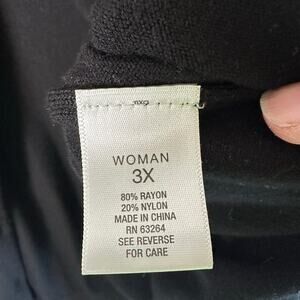 WOMAN
3X
80% RAYON
20% NYLON
MADE IN CHINA
RN 63264
SEE REVERSE
FOR CARE